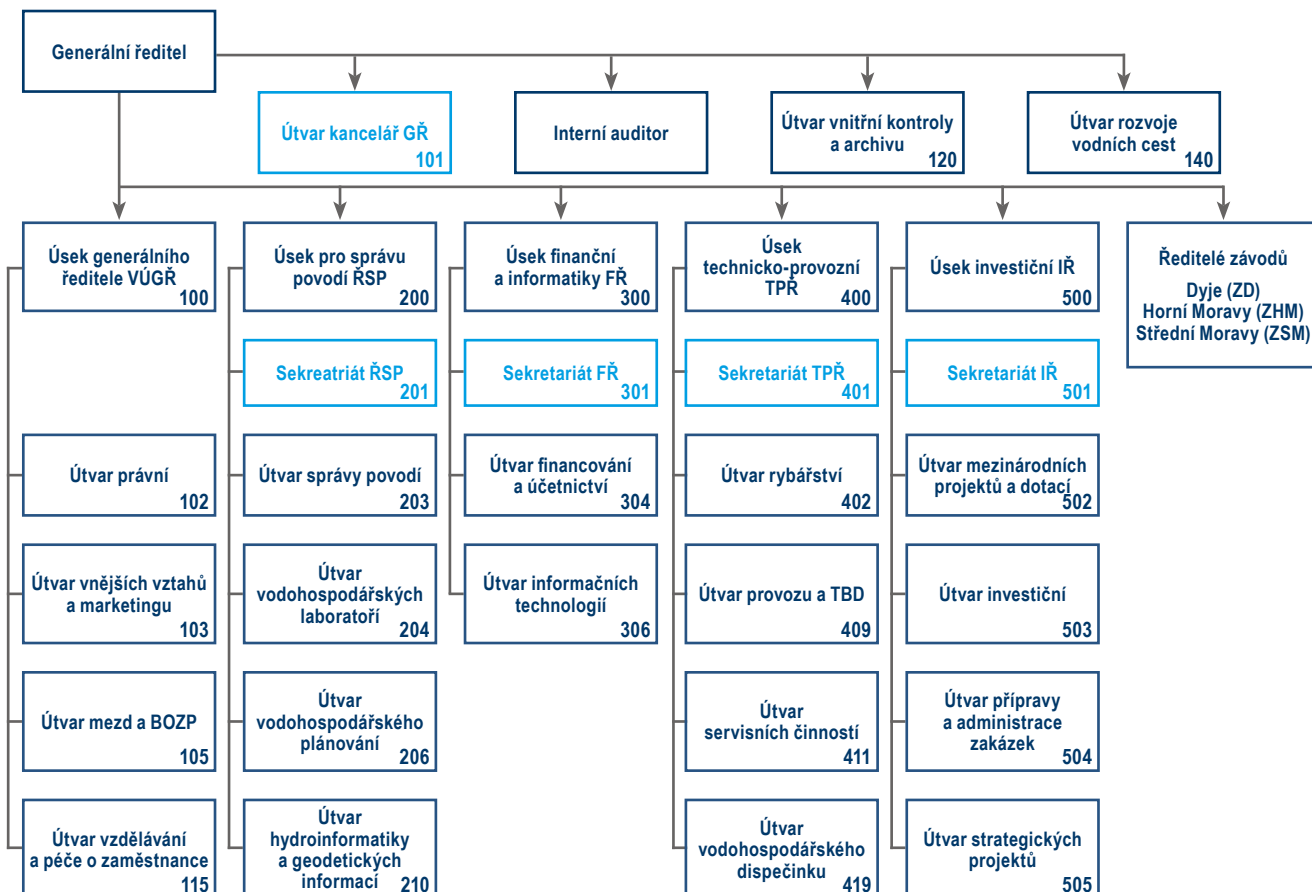 Generální ředitel
Útvar kancelář GŘ
101
Interní auditor
Útvar vnitřní kontroly
a archivu
120
Útvar rozvoje
vodních cest
140
Úsek generálního
ředitele VÚGŘ
100
Úsek pro správu
povodí ŘSP
200
Úsek finanční
a informatiky FŘ
300
Úsek
technicko-provozní
TPŘ
400
Úsek investiční IŘ
500
Ředitelé závodů
Dyje (ZD)
Horní Moravy (ZHM)
Střední Moravy (ZSM)
Sekreatriát ŘSP
201
Sekretariát FŘ
301
Sekretariát TPŘ
401
Sekretariát IŘ
501
Útvar právní
102
Útvar správy povodí
203
Útvar financování
a účetnictví
304
Útvar rybářství
402
Útvar mezinárodních
projektů a dotací
502
Útvar vnějších vztahů
a marketingu
103
Útvar
vodohospodářských
laboratoří
204
Útvar informačních
technologií
306
Útvar provozu a TBD
409
Útvar investiční
503
Útvar mezd a BOZP
105
Útvar
vodohospodářského
plánování
206
Útvar
servisních činností
411
Útvar přípravy
a administrace
zakázek
504
Útvar vzdělávání
a péče o zaměstnance
115
Útvar
hydroinformatiky
a geodetických
informací
210
Útvar
vodohospodářského
dispečinku
419
Útvar strategických
projektů
505